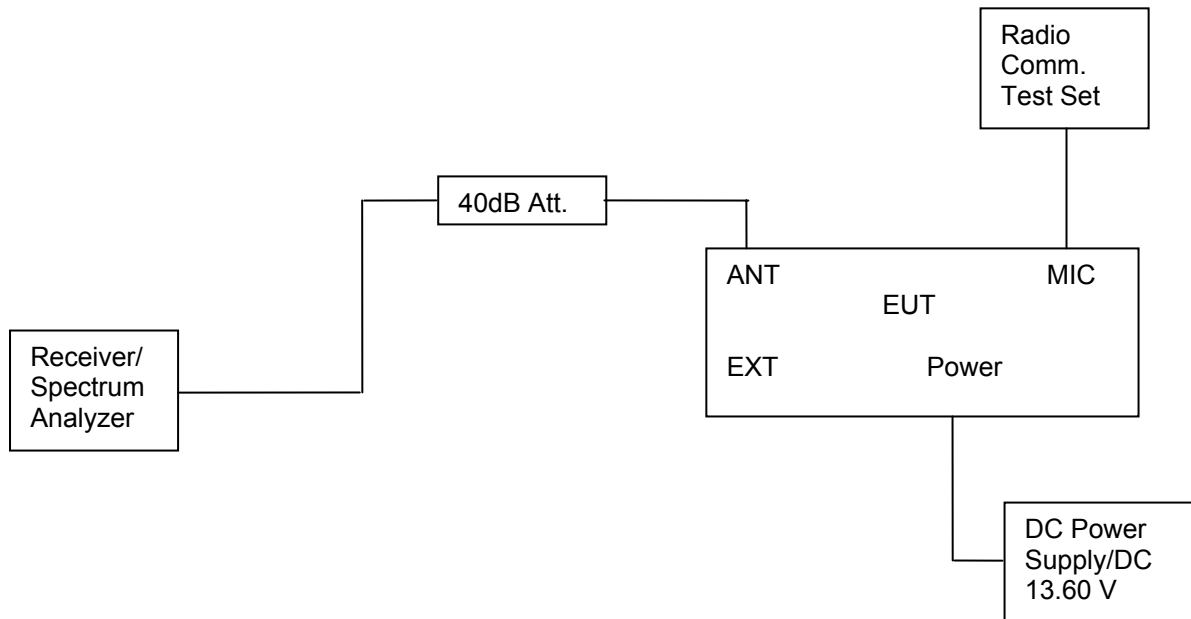 Radio
Comm.
Test Set
40dB Att.
ANT
MIC
EUT
Receiver/
Spectrum
Analyzer
EXT
Power
DC Power
Supply/DC
13.60 V